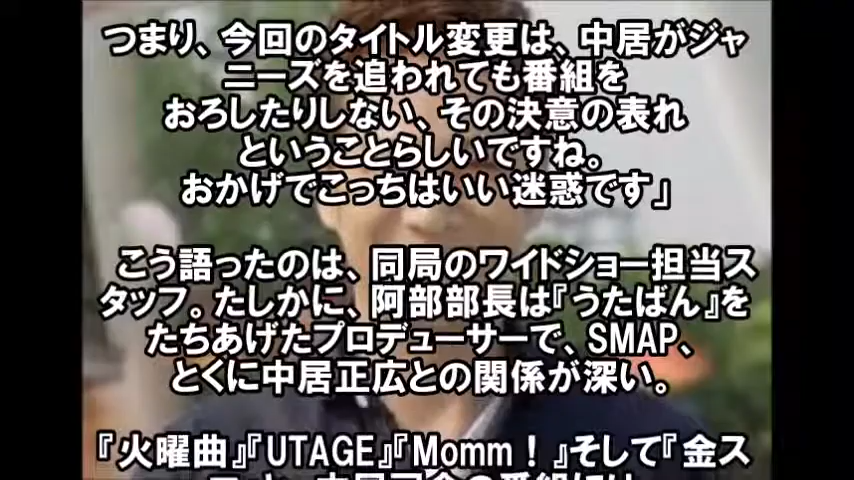 つまり、今回のタイトル変更は、中居がジャ
ニーズを追われても番組を
おろしたりしない、その決意の表れ
ということらしいですね。
おかげでこっちはいい迷惑です」
こう語ったのは、同局のワイドショー担当ス
タッフ。たしかに、阿部部長は『うたばん』を
たちあげたプロデューサーで、SMAP、
とくに中居正広との関係が深い。
『火曜曲』『UTAGE』『Momm！』そして『金ス